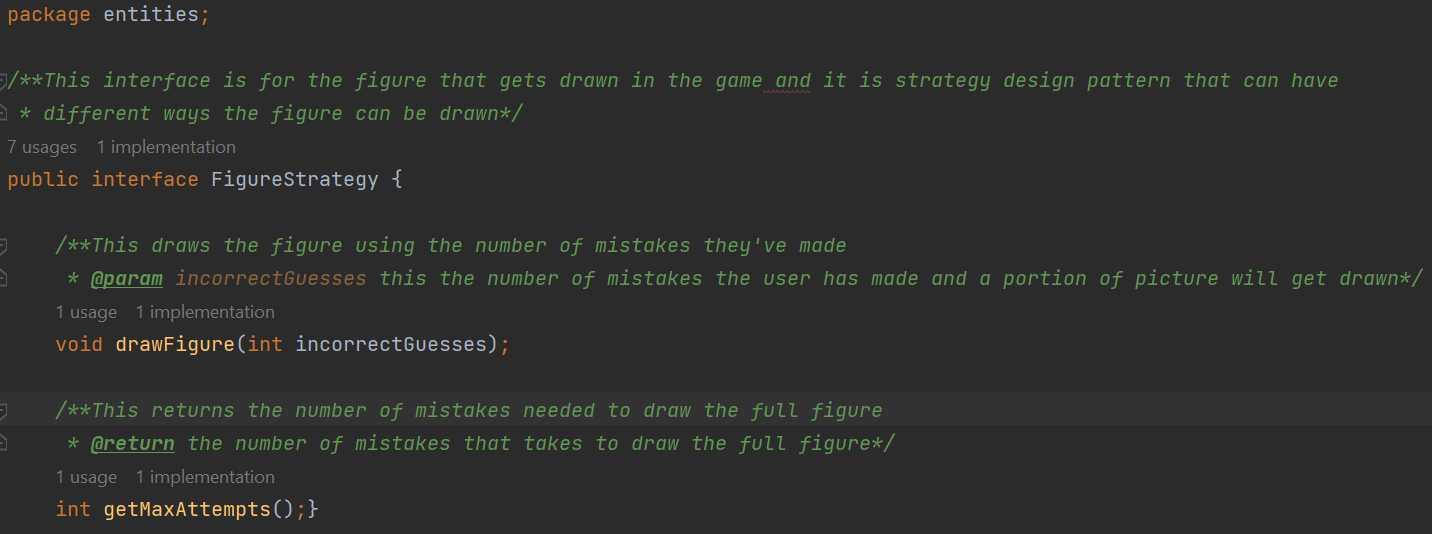 package entities;
/**This interface is for the figure that gets drawn in the game and it is strategy design pattern that can have
* different ways the figure can be drawn*/
7 usages 1 implementation
public interface FigureStrategy {
/**This draws the figure using the number of mistakes they've made
* @param incorrectGuesses this the number of mistakes the user has made and a portion of picture will get drawn*/
1 usage 1 implementation
void drawFigure(int incorrectGuesses);
/**This returns the number of mistakes needed to draw the full figure
* @return the number of mistakes that takes to draw the full figure*/
1 usage 1 implementation
int getMaxAttempts();}